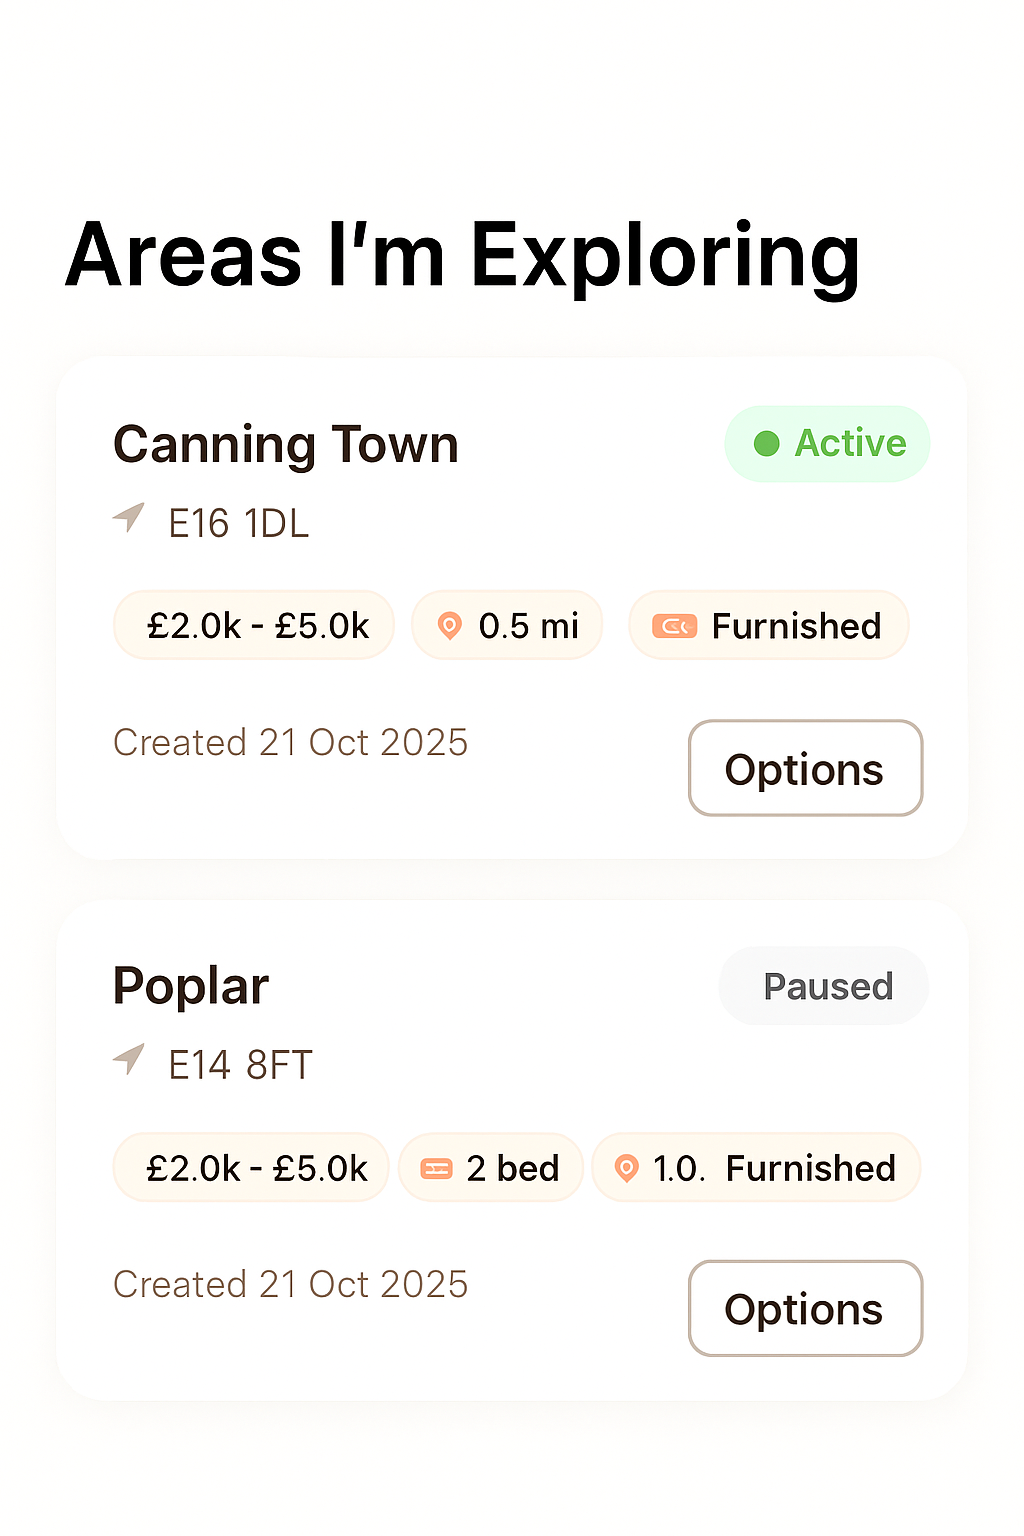 Areas I'm Exploring
Canning Town
Active
E16 1DL
£2.0k - £5.0k
0.5 mi
Furnished
Created 21 Oct 2025
Options
Poplar
Paused
E14 8FT
£2.0k - £5.0k
2 bed
1.0. Furnished
Created 21 Oct 2025
Options